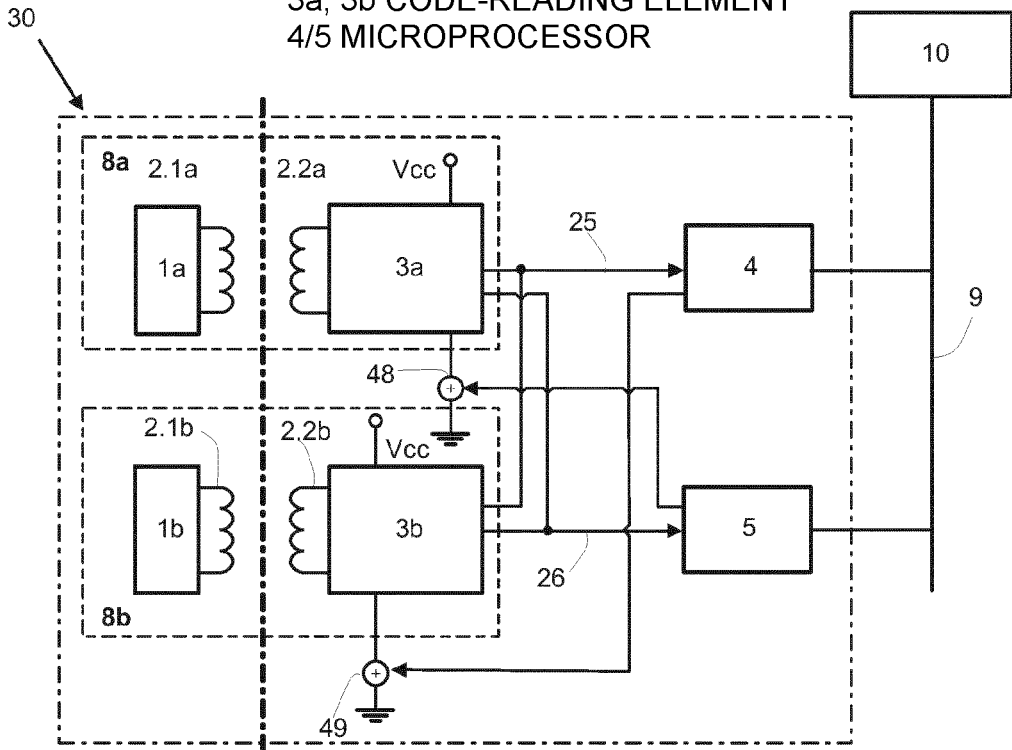 3a, 3b CODE-READING ELEMENT
4/5 MICROPROCESSOR
30
10
8a 2.1a 2.2a Vcc
1a 3a 25 4
9
48 +
2.1b 2.2b Vcc
1b 3b 5
26
8b
49 +